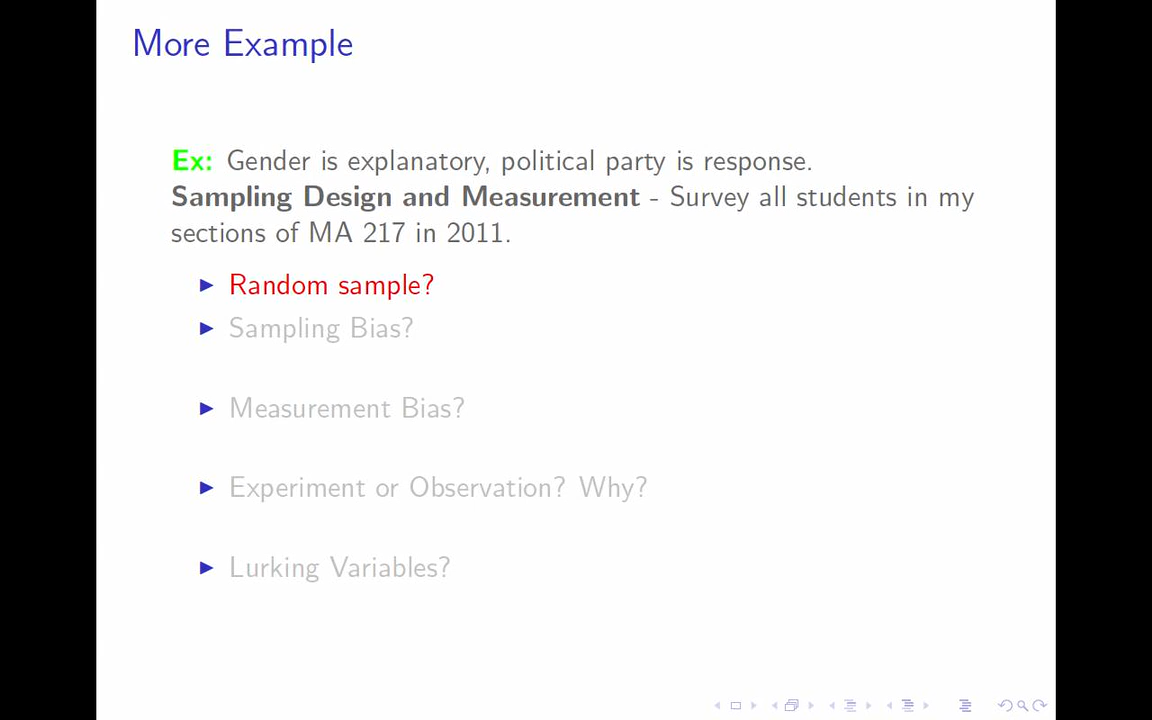 More Example
Ex: Gender is explanatory, political party is response.
Sampling Design and Measurement - Survey all students in my
sections of MA 217 in 2011.
Random sample?
Sampling Bias?
Measurement Bias?
Experiment or Observation? Why?
Lurking Variables?